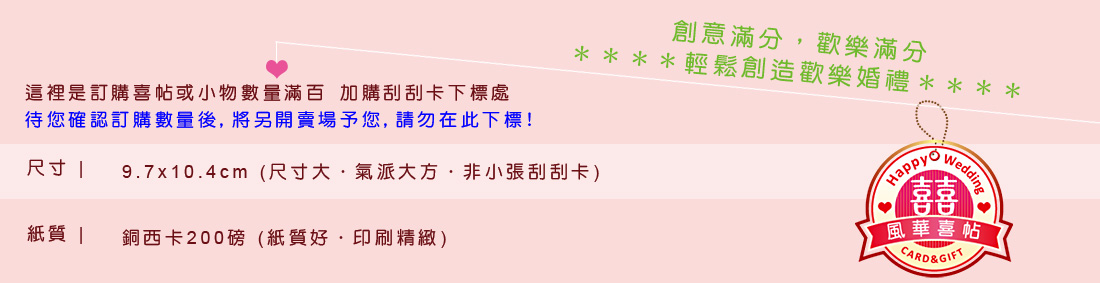 創意滿分，歡樂滿分
＊＊＊＊輕鬆創造歡樂婚禮＊＊＊＊
這裡是訂購喜帖或小物數量滿百 加購刮刮卡下標處
待您確認訂購數量後,將另開賣場予您,請勿在此下標!
尺寸 | 9.7x10.4cm (尺寸大．氣派大方．非小張刮刮卡)
紙質 | 銅西卡200磅 (紙質好．印刷精緻)
Happy Wedding
囍
風華喜帖
CARD&GIFT